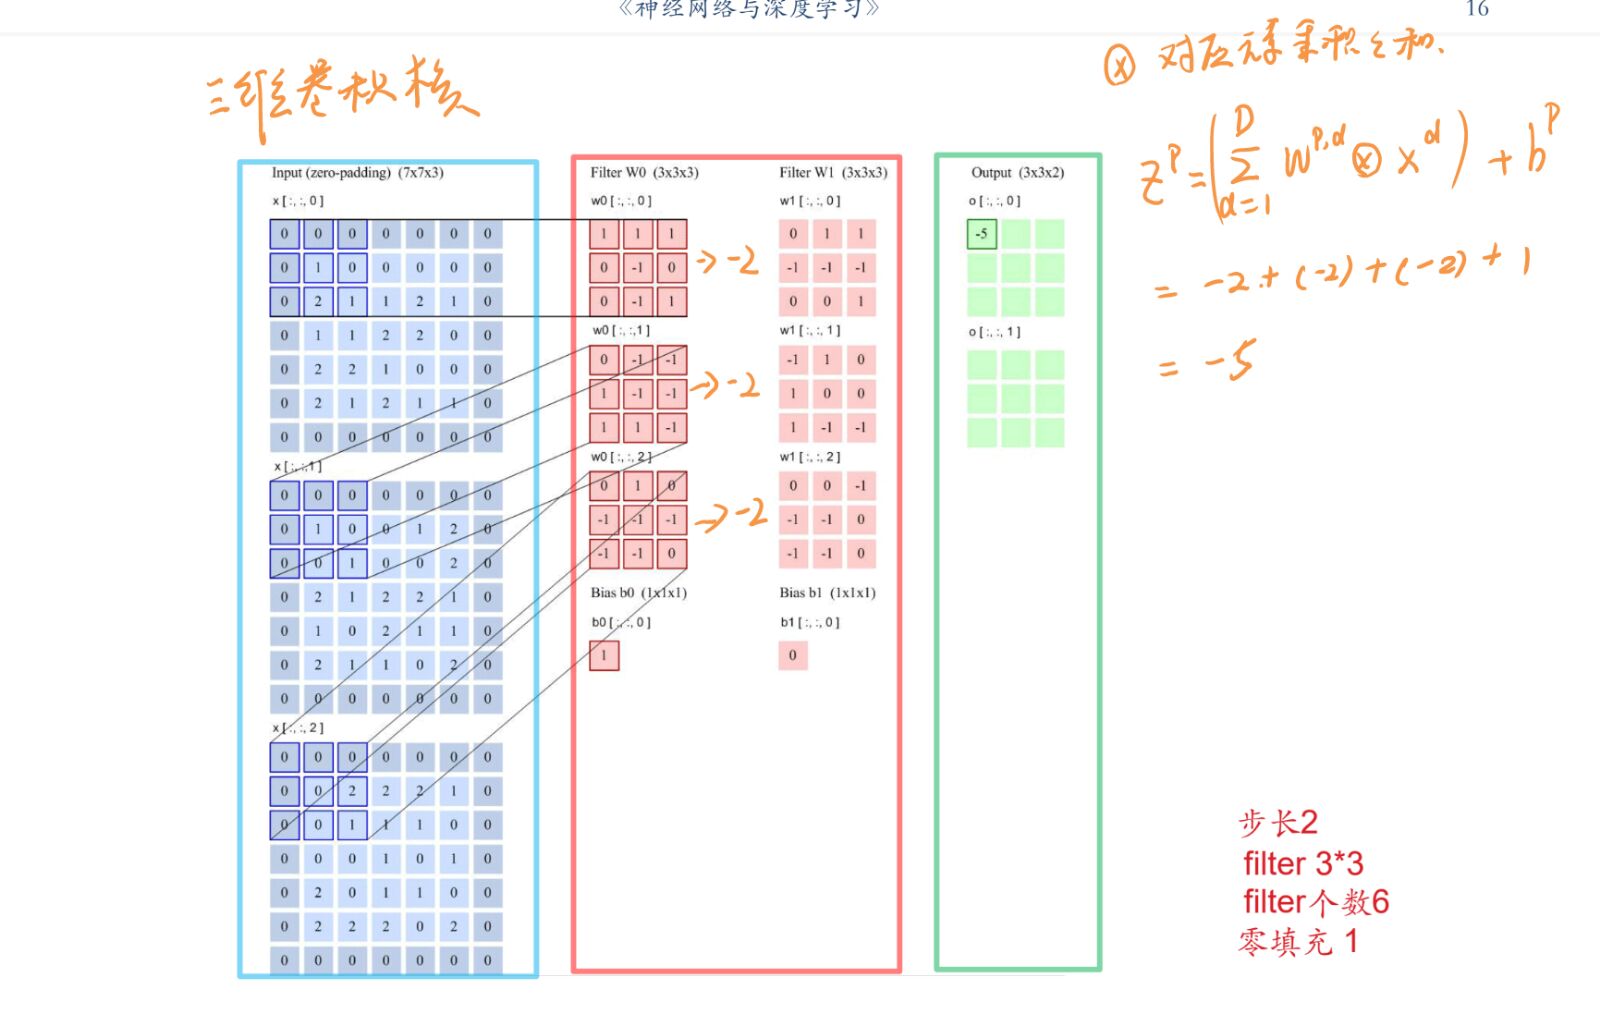 《神经网络与深度学习》 16
三维卷积核
⊗ 对应元素乘积之和.
Z^P = (∑_{d=1}^{D} W^{P,d} ⊗ X^d) + b^P
= -2 + (-2) + (-2) + 1
= -5
Input (zero-padding) (7x7x3)
x [ :, :, 0 ]
0 0 0 0 0 0 0
0 1 0 0 0 0 0
0 2 1 1 2 1 0
0 1 1 2 2 0 0
0 2 2 1 0 0 0
0 2 1 2 1 1 0
0 0 0 0 0 0 0
x [ :, :,1 ]
0 0 0 0 0 0 0
0 1 0 0 1 2 0
0 0 1 0 0 2 0
0 2 1 2 2 1 0
0 1 0 2 1 1 0
0 2 1 1 0 2 0
0 0 0 0 0 0 0
x [ :, :, 2 ]
0 0 0 0 0 0 0
0 0 2 2 2 1 0
0 0 1 1 1 0 0
0 0 0 1 0 1 0
0 2 0 1 1 0 0
0 2 2 2 0 2 0
0 0 0 0 0 0 0
Filter W0 (3x3x3)
w0 [ :, :, 0 ]
1 1 1
0 -1 0 → -2
0 -1 1
w0 [ :, :,1 ]
0 -1 -1
1 -1 -1 → -2
1 1 -1
w0 [ :, :, 2 ]
0 1 0
-1 -1 -1 → -2
-1 -1 0
Bias b0 (1x1x1)
b0 [ :, :, 0 ]
1
Filter W1 (3x3x3)
w1 [ :, :, 0 ]
0 1 1
-1 -1 -1
0 0 1
w1 [ :, :, 1 ]
-1 1 0
1 0 0
1 -1 -1
w1 [ :, :, 2 ]
0 0 -1
-1 -1 0
-1 -1 0
Bias b1 (1x1x1)
b1 [ :, :, 0 ]
0
Output (3x3x2)
o [ :, :, 0 ]
-5
o [ :, :, 1 ]
步长2
filter 3*3
filter个数6
零填充 1